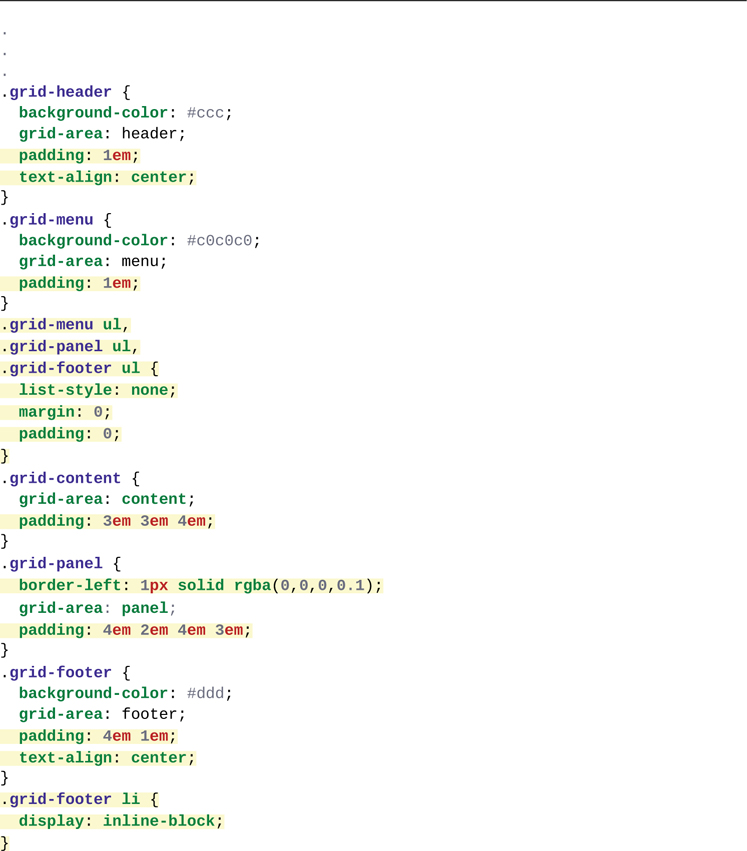 .
.
.
.grid-header {
  background-color: #ccc;
  grid-area: header;
  padding: 1em;
  text-align: center;
}
.grid-menu {
  background-color: #c0c0c0;
  grid-area: menu;
  padding: 1em;
}
.grid-menu ul,
.grid-panel ul,
.grid-footer ul {
  list-style: none;
  margin: 0;
  padding: 0;
}
.grid-content {
  grid-area: content;
  padding: 3em 3em 4em;
}
.grid-panel {
  border-left: 1px solid rgba(0,0,0,0.1);
  grid-area: panel;
  padding: 4em 2em 4em 3em;
}
.grid-footer {
  background-color: #ddd;
  grid-area: footer;
  padding: 4em 1em;
  text-align: center;
}
.grid-footer li {
  display: inline-block;
}